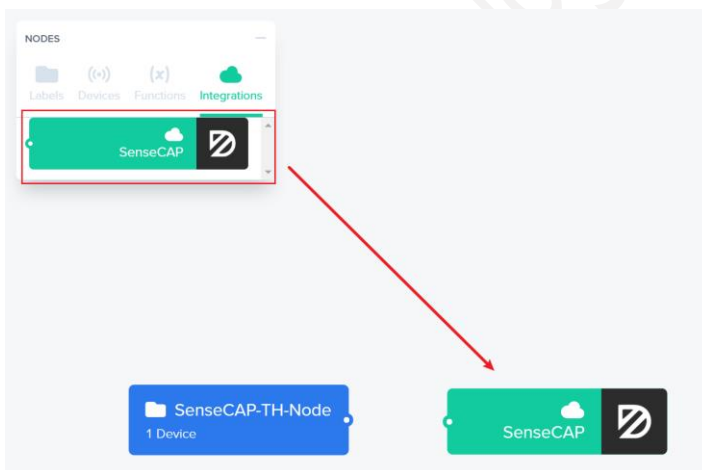 NODES
Labels Devices Functions Integrations
SenseCAP
SenseCAP-TH-Node
1 Device
SenseCAP